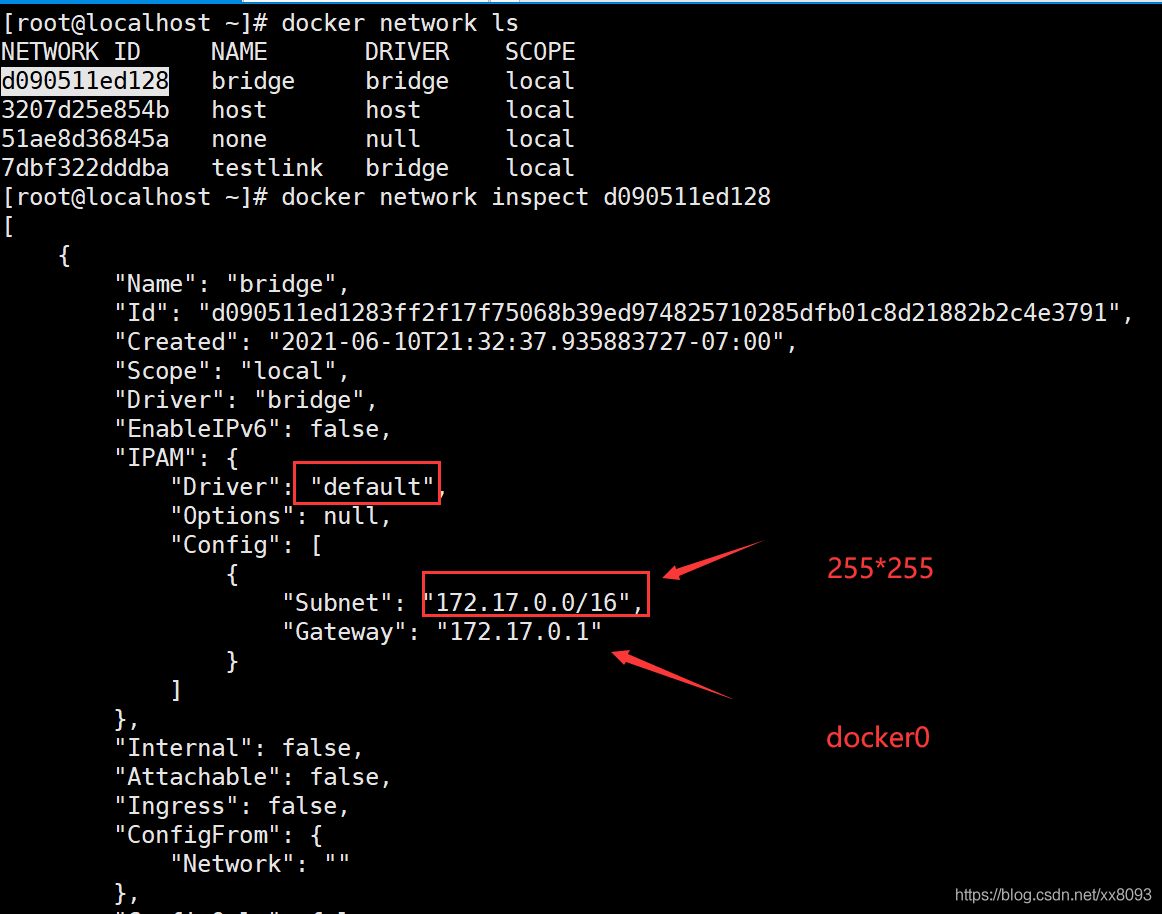 [root@localhost ~]# docker network ls
NETWORK ID     NAME       DRIVER    SCOPE
d090511ed128   bridge     bridge    local
3207d25e854b   host       host      local
51ae8d36845a   none       null      local
7dbf322dddba   testlink   bridge    local
[root@localhost ~]# docker network inspect d090511ed128
[
    {
        "Name": "bridge",
        "Id": "d090511ed1283ff2f17f75068b39ed974825710285dfb01c8d21882b2c4e3791",
        "Created": "2021-06-10T21:32:37.935883727-07:00",
        "Scope": "local",
        "Driver": "bridge",
        "EnableIPv6": false,
        "IPAM": {
            "Driver": "default",
            "Options": null,
            "Config": [
                {
255*255
                    "Subnet": "172.17.0.0/16",
                    "Gateway": "172.17.0.1"
                }
            ]
        },
docker0
        "Internal": false,
        "Attachable": false,
        "Ingress": false,
        "ConfigFrom": {
            "Network": ""
        },
https://blog.csdn.net/xx8093